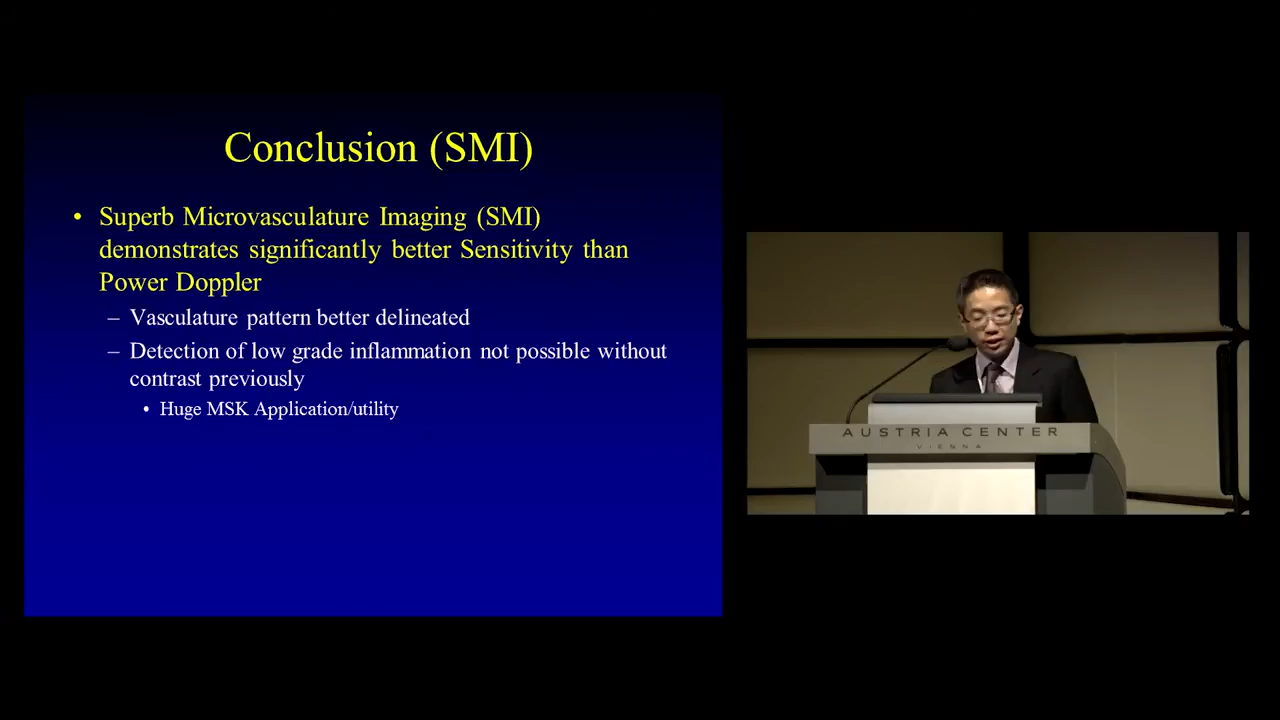 Conclusion (SMI)
• Superb Microvasculature Imaging (SMI)
demonstrates significantly better Sensitivity than
Power Doppler
– Vasculature pattern better delineated
– Detection of low grade inflammation not possible without
contrast previously
• Huge MSK Application/utility
AUSTRIA CENTER
VIENNA